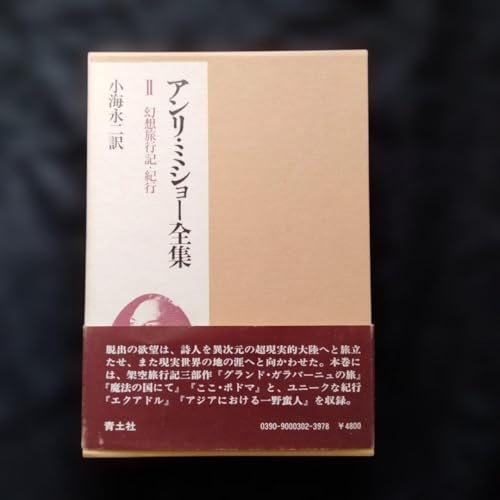 アンリ・ミショー全集
II 幻想旅行記・紀行
小海永二訳
脱出の欲望は、詩人を異次元の超現実的大陸へと旅立
たせ、また現実世界の地の涯へと向かわせた。本巻に
は、架空旅行記三部作『グランド・ガラバーニュの旅』
『魔法の国にて』『ここ・ポドマ』と、ユニークな紀行
『エクアドル』『アジアにおける一野蛮人』を収録。
青土社
0390-9000302-3978 ￥4800